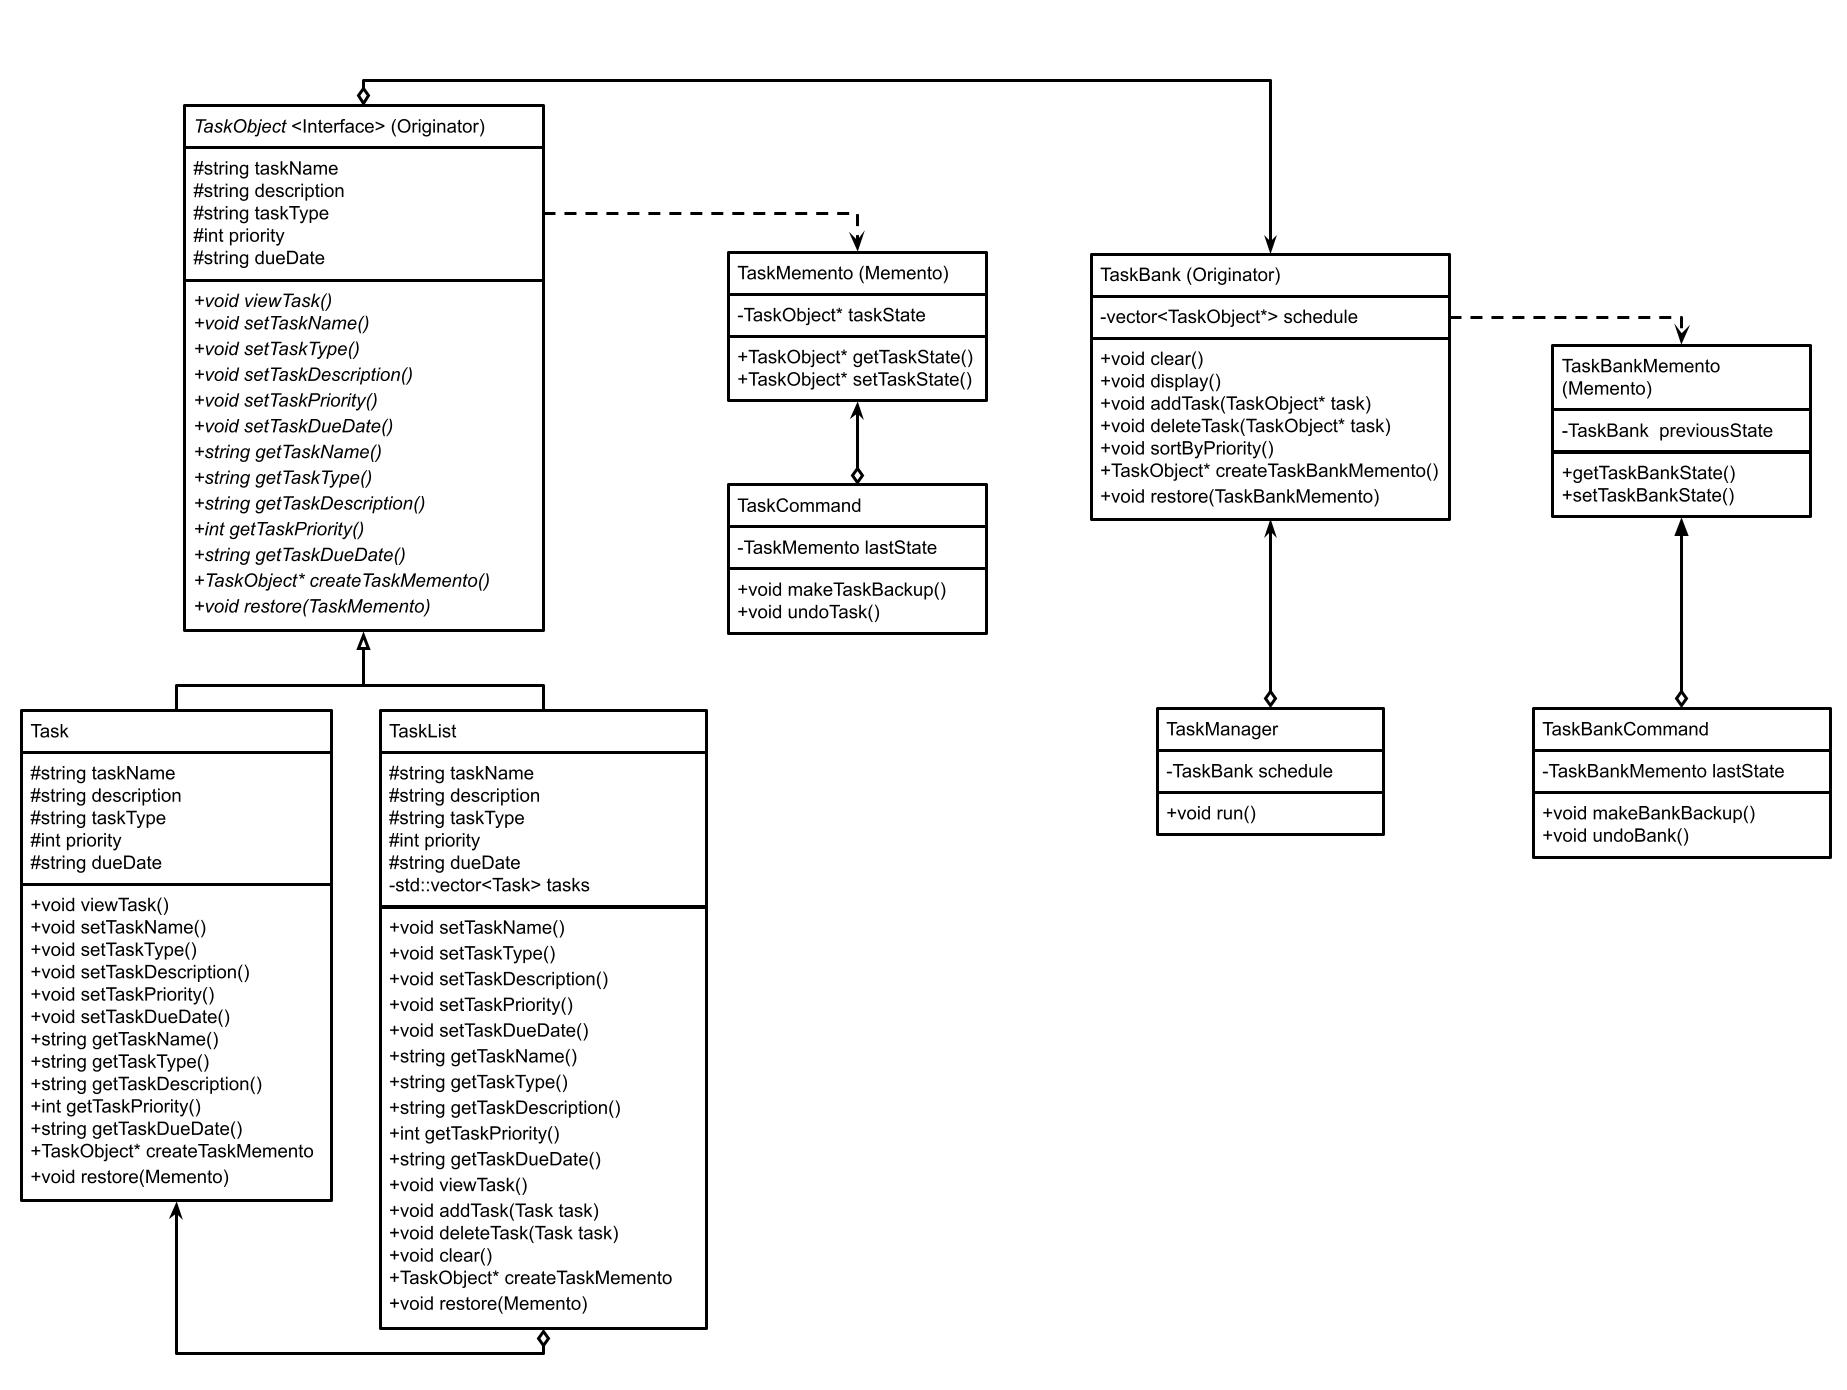 TaskObject <Interface> (Originator)
#string taskName
#string description
#string taskType
#int priority
#string dueDate
+void viewTask()
+void setTaskName()
+void setTaskType()
+void setTaskDescription()
+void setTaskPriority()
+void setTaskDueDate()
+string getTaskName()
+string getTaskType()
+string getTaskDescription()
+int getTaskPriority()
+string getTaskDueDate()
+TaskObject* createTaskMemento()
+void restore(TaskMemento)
TaskMemento (Memento)
-TaskObject* taskState
+TaskObject* getTaskState()
+TaskObject* setTaskState()
TaskCommand
-TaskMemento lastState
+void makeTaskBackup()
+void undoTask()
TaskBank (Originator)
-vector<TaskObject*> schedule
+void clear()
+void display()
+void addTask(TaskObject* task)
+void deleteTask(TaskObject* task)
+void sortByPriority()
+TaskObject* createTaskBankMemento()
+void restore(TaskBankMemento)
TaskBankMemento
(Memento)
-TaskBank  previousState
+getTaskBankState()
+setTaskBankState()
Task
#string taskName
#string description
#string taskType
#int priority
#string dueDate
+void viewTask()
+void setTaskName()
+void setTaskType()
+void setTaskDescription()
+void setTaskPriority()
+void setTaskDueDate()
+string getTaskName()
+string getTaskType()
+string getTaskDescription()
+int getTaskPriority()
+string getTaskDueDate()
+TaskObject* createTaskMemento
+void restore(Memento)
TaskList
#string taskName
#string description
#string taskType
#int priority
#string dueDate
-std::vector<Task> tasks
+void setTaskName()
+void setTaskType()
+void setTaskDescription()
+void setTaskPriority()
+void setTaskDueDate()
+string getTaskName()
+string getTaskType()
+string getTaskDescription()
+int getTaskPriority()
+string getTaskDueDate()
+void viewTask()
+void addTask(Task task)
+void deleteTask(Task task)
+void clear()
+TaskObject* createTaskMemento
+void restore(Memento)
TaskManager
-TaskBank schedule
+void run()
TaskBankCommand
-TaskBankMemento lastState
+void makeBankBackup()
+void undoBank()